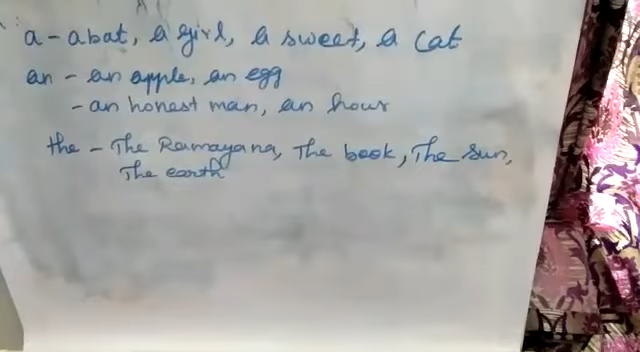 a - a bat, a girl, a sweet, a cat
an - an apple, an egg
- an honest man, an hour
the - The Ramayana, The book, The Sun,
The earth